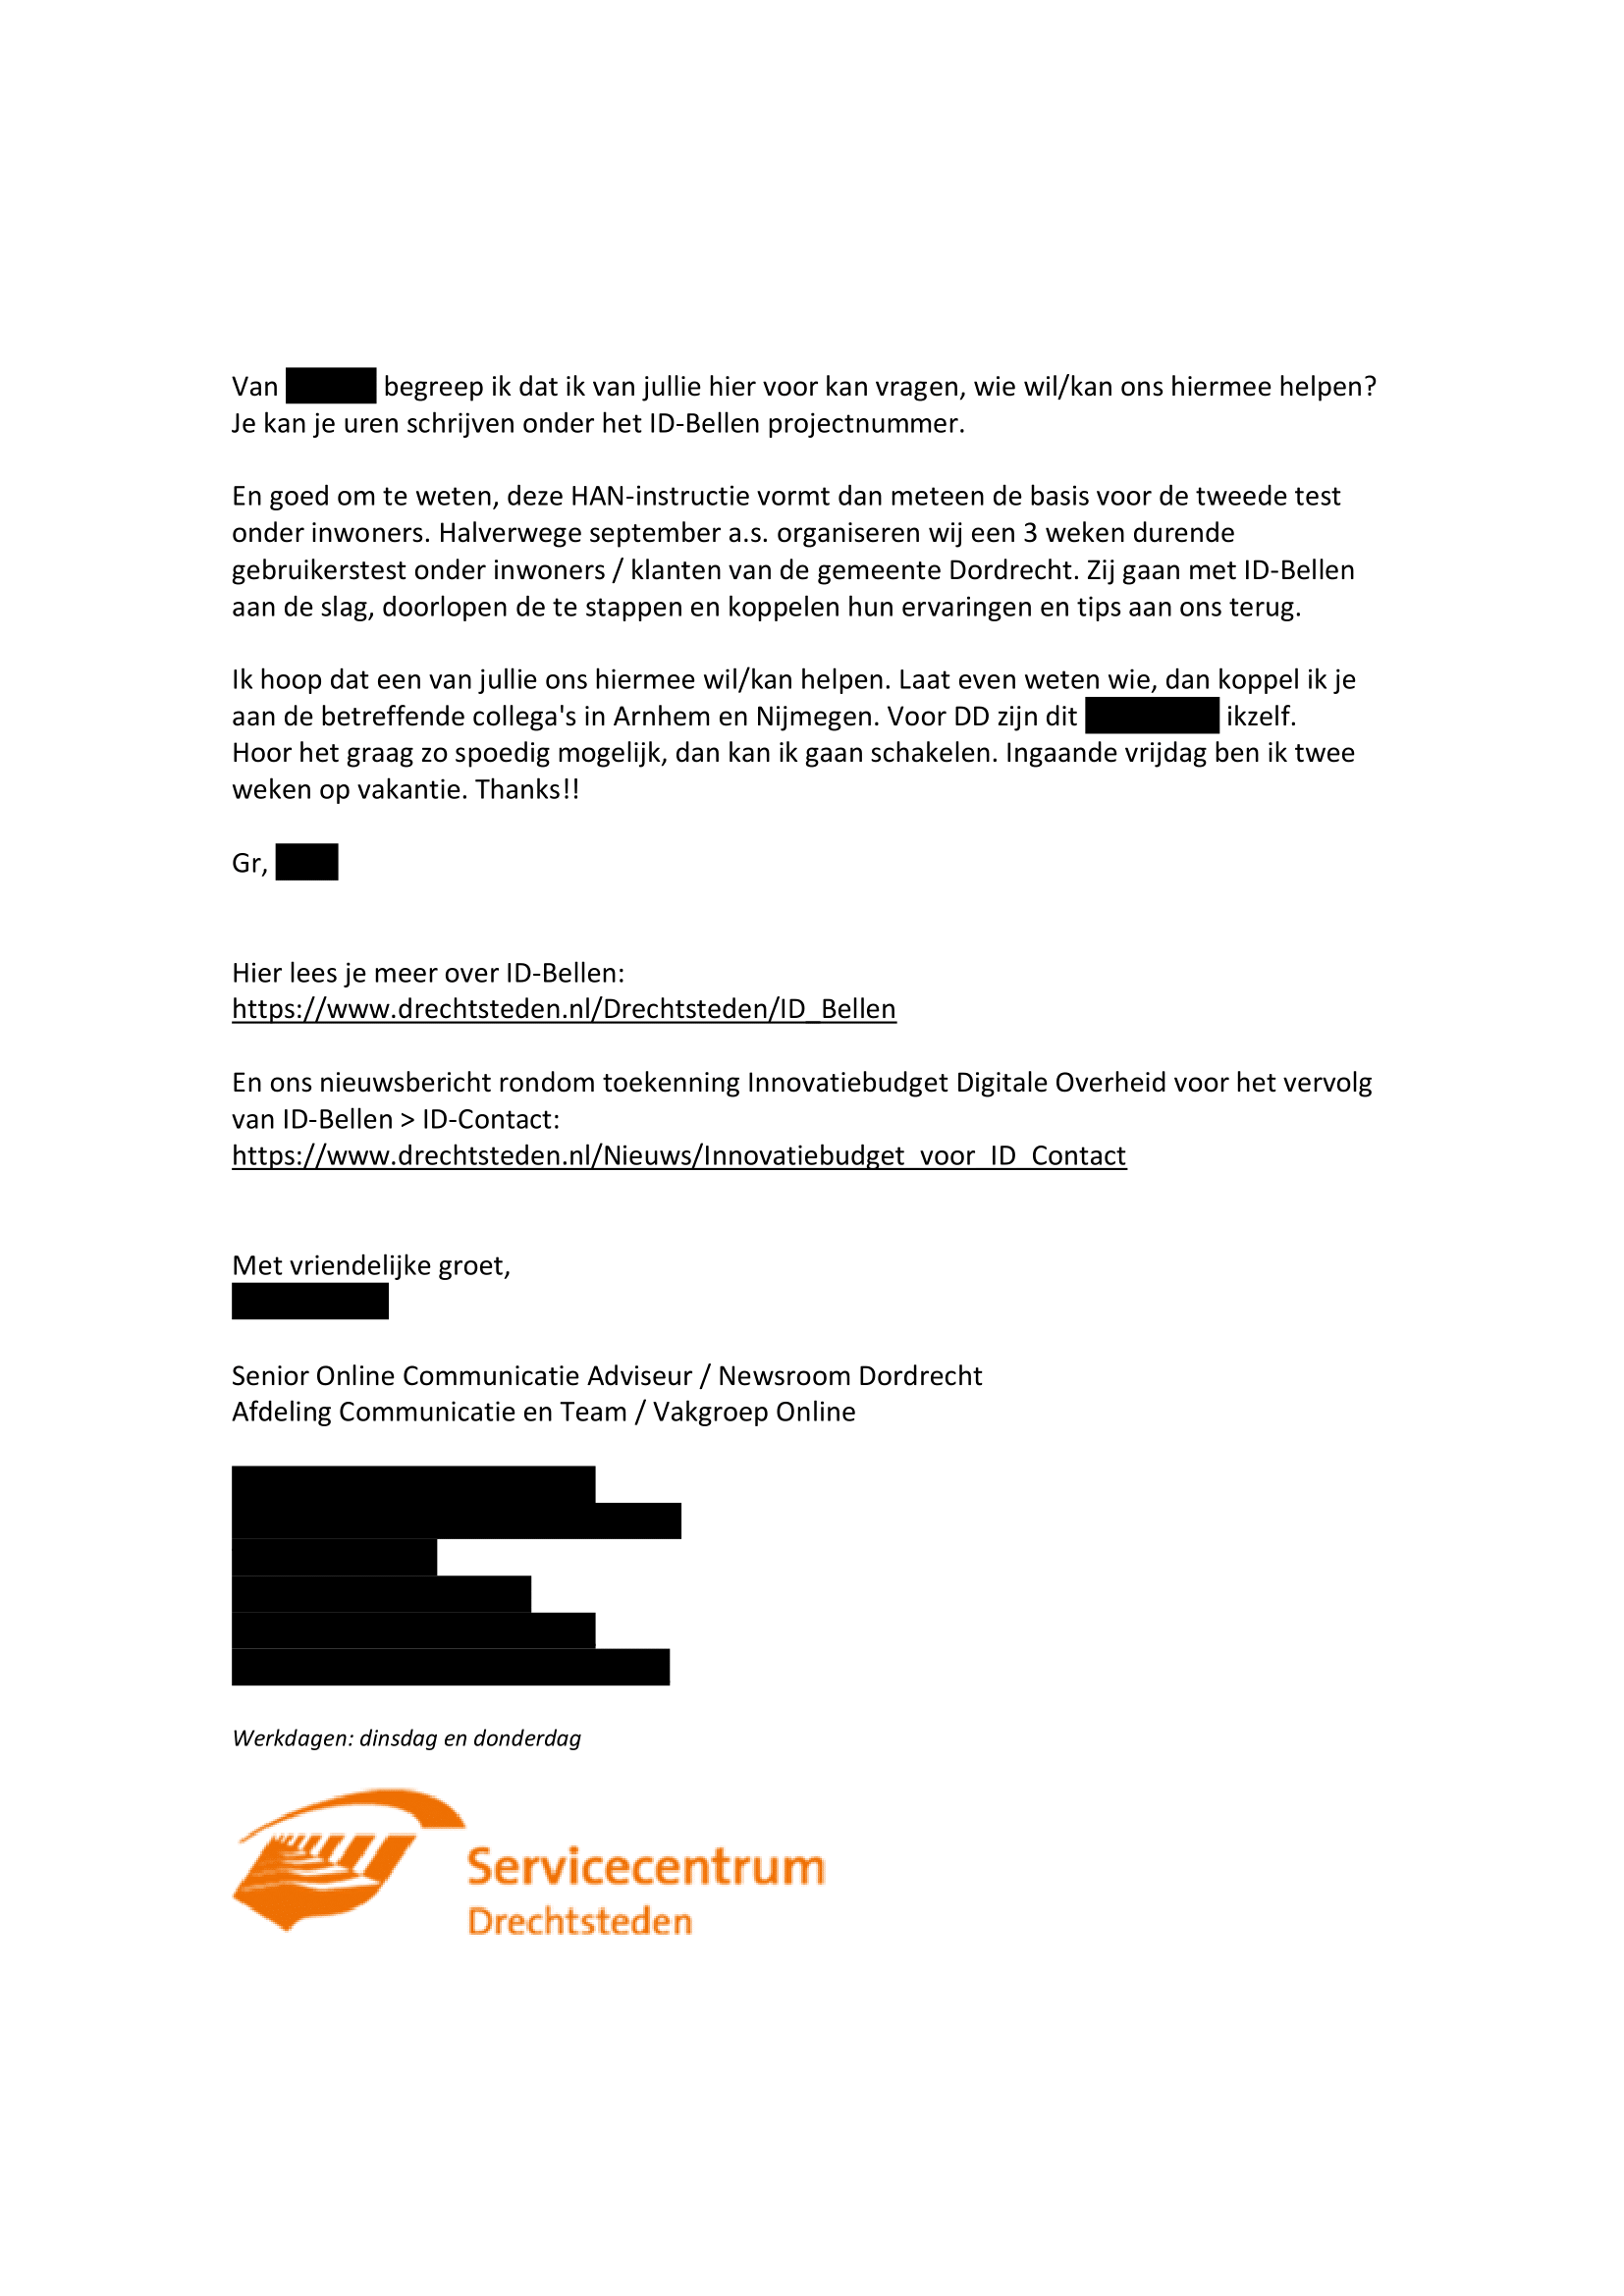 Van begreep ik dat ik van jullie hier voor kan vragen, wie wil/kan ons hiermee helpen?
Je kan je uren schrijven onder het ID-Bellen projectnummer.
En goed om te weten, deze HAN-instructie vormt dan meteen de basis voor de tweede test
onder inwoners. Halverwege september a.s. organiseren wij een 3 weken durende
gebruikerstest onder inwoners / klanten van de gemeente Dordrecht. Zij gaan met ID-Bellen
aan de slag, doorlopen de te stappen en koppelen hun ervaringen en tips aan ons terug.
Ik hoop dat een van jullie ons hiermee wil/kan helpen. Laat even weten wie, dan koppel ik je
aan de betreffende collega's in Arnhem en Nijmegen. Voor DD zijn dit ikzelf.
Hoor het graag zo spoedig mogelijk, dan kan ik gaan schakelen. Ingaande vrijdag ben ik twee
weken op vakantie. Thanks!!
Gr,
Hier lees je meer over ID-Bellen:
https://www.drechtsteden.nl/Drechtsteden/ID_Bellen
En ons nieuwsbericht rondom toekenning Innovatiebudget Digitale Overheid voor het vervolg
van ID-Bellen > ID-Contact:
https://www.drechtsteden.nl/Nieuws/Innovatiebudget_voor_ID_Contact
Met vriendelijke groet,
Senior Online Communicatie Adviseur / Newsroom Dordrecht
Afdeling Communicatie en Team / Vakgroep Online
Werkdagen: dinsdag en donderdag
Servicecentrum
Drechtsteden